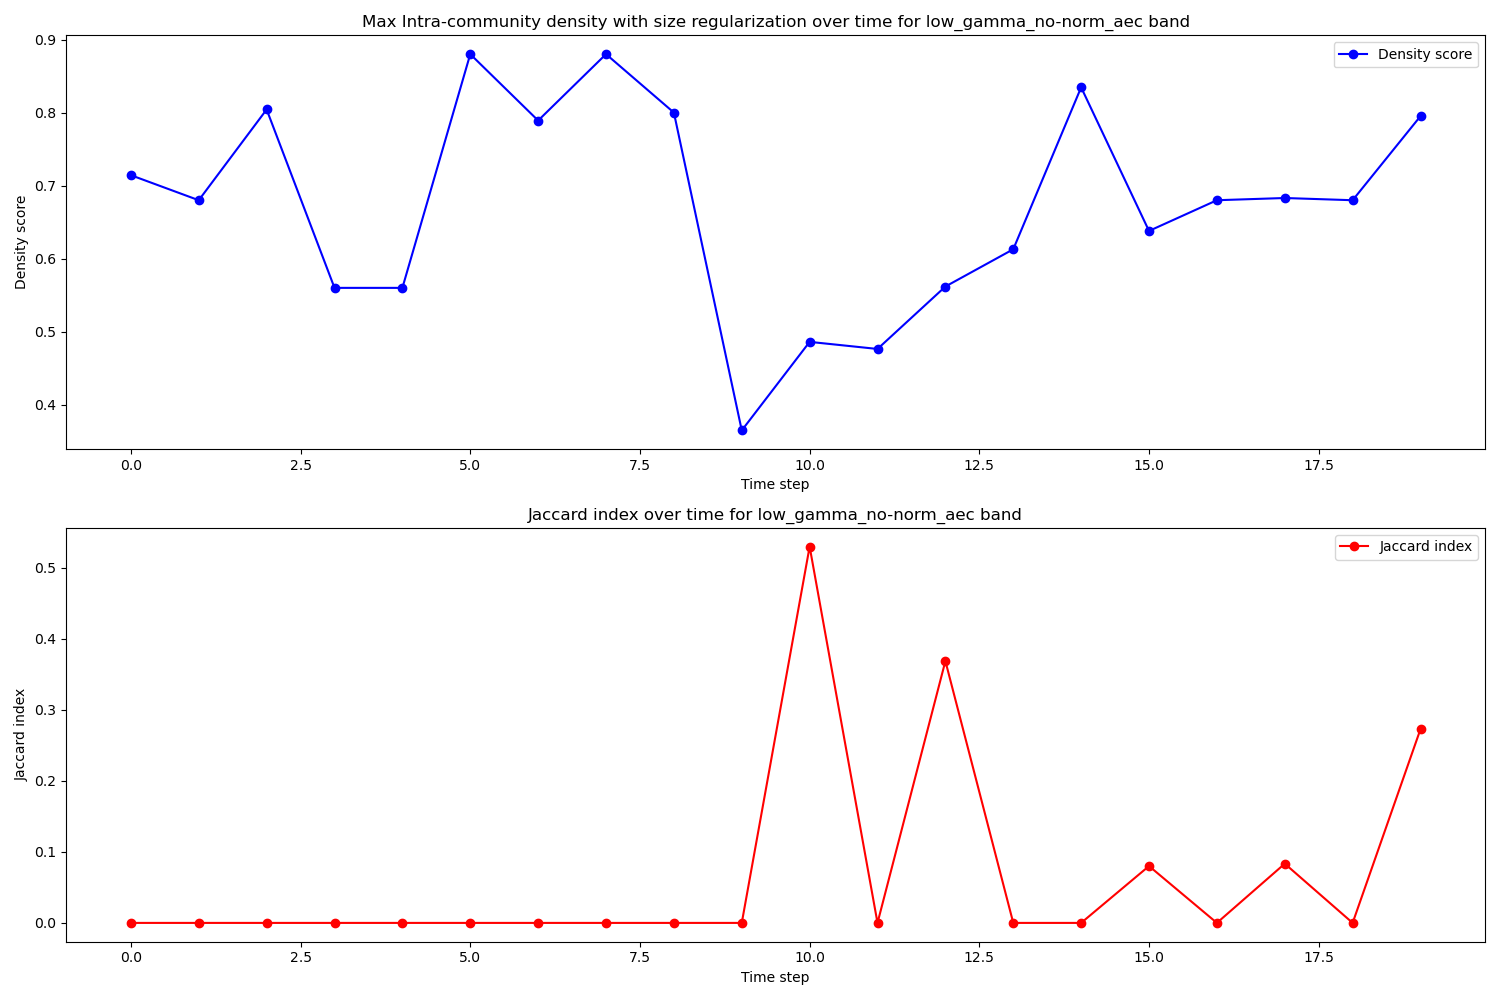 Max Intra-community density with size regularization over time for low_gamma_no-norm_aec band
Density score
0.9
0.8
0.7
0.6
0.5
0.4
Density score
0.0 2.5 5.0 7.5 10.0 12.5 15.0 17.5
Time step
Jaccard index over time for low_gamma_no-norm_aec band
Jaccard index
0.5
0.4
0.3
0.2
0.1
0.0
Jaccard index
0.0 2.5 5.0 7.5 10.0 12.5 15.0 17.5
Time step